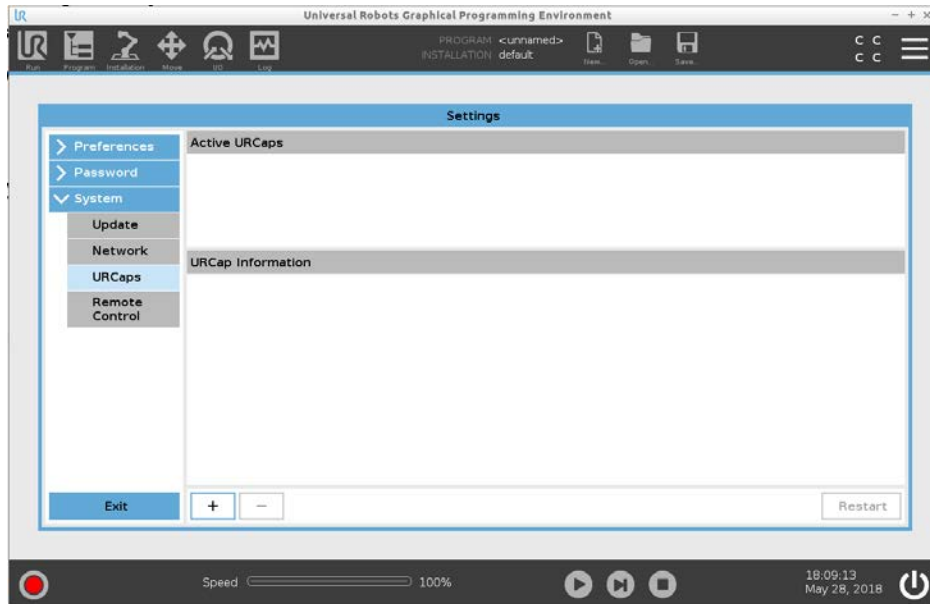 Universal Robots Graphical Programming Environment
UR
Run
Program
Installation
Move
I/O
Log
PROGRAM <unnamed>
INSTALLATION default
New...
Open...
Save...
C C
C C
Settings
Preferences
Password
System
Update
Network
URCaps
Remote
Control
Exit
Active URCaps
URCap Information
+
−
Restart
Speed
100%
18:09:13
May 28, 2018